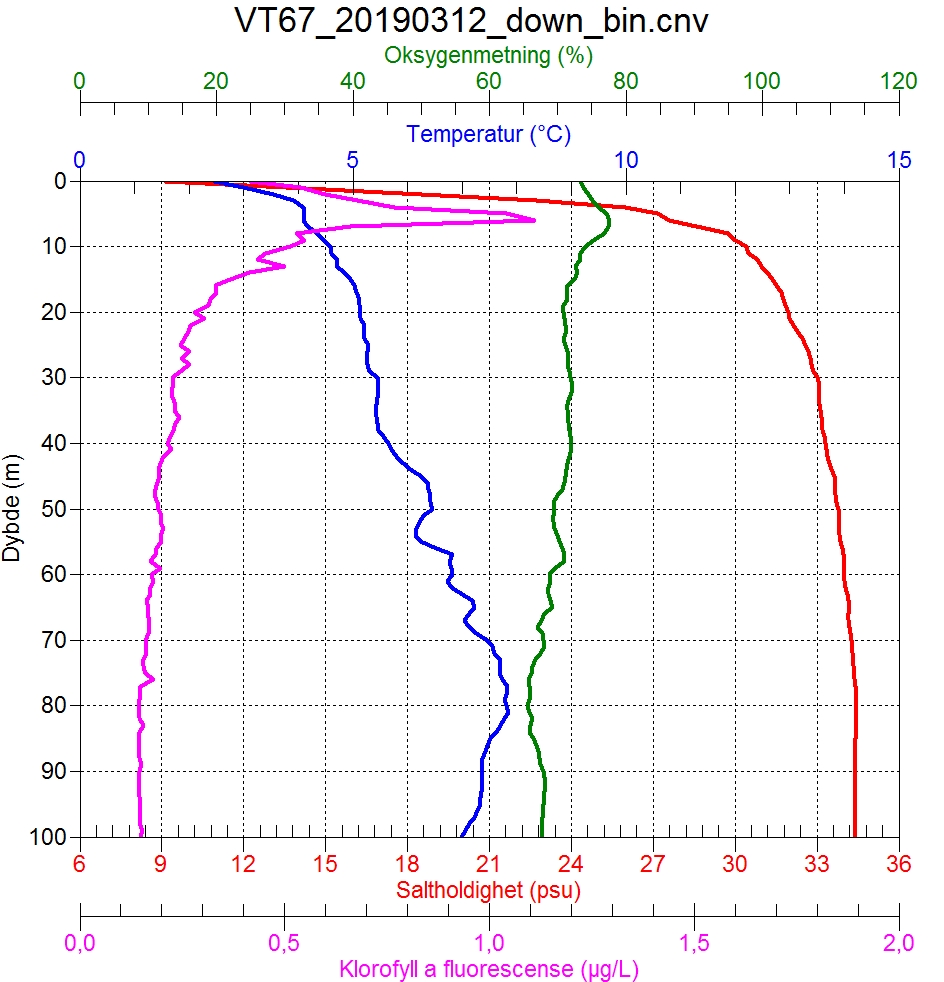 VT67_20190312_down_bin.cnv
Oksygenmetning (%)
0 20 40 60 80 100 120
Temperatur (°C)
0 5 10 15
0
10
20
30
40
50
60
70
80
90
100
Dybde (m)
6 9 12 15 18 21 24 27 30 33 36
Saltholdighet (psu)
0,0 0,5 1,0 1,5 2,0
Klorofyll a fluorescense (µg/L)